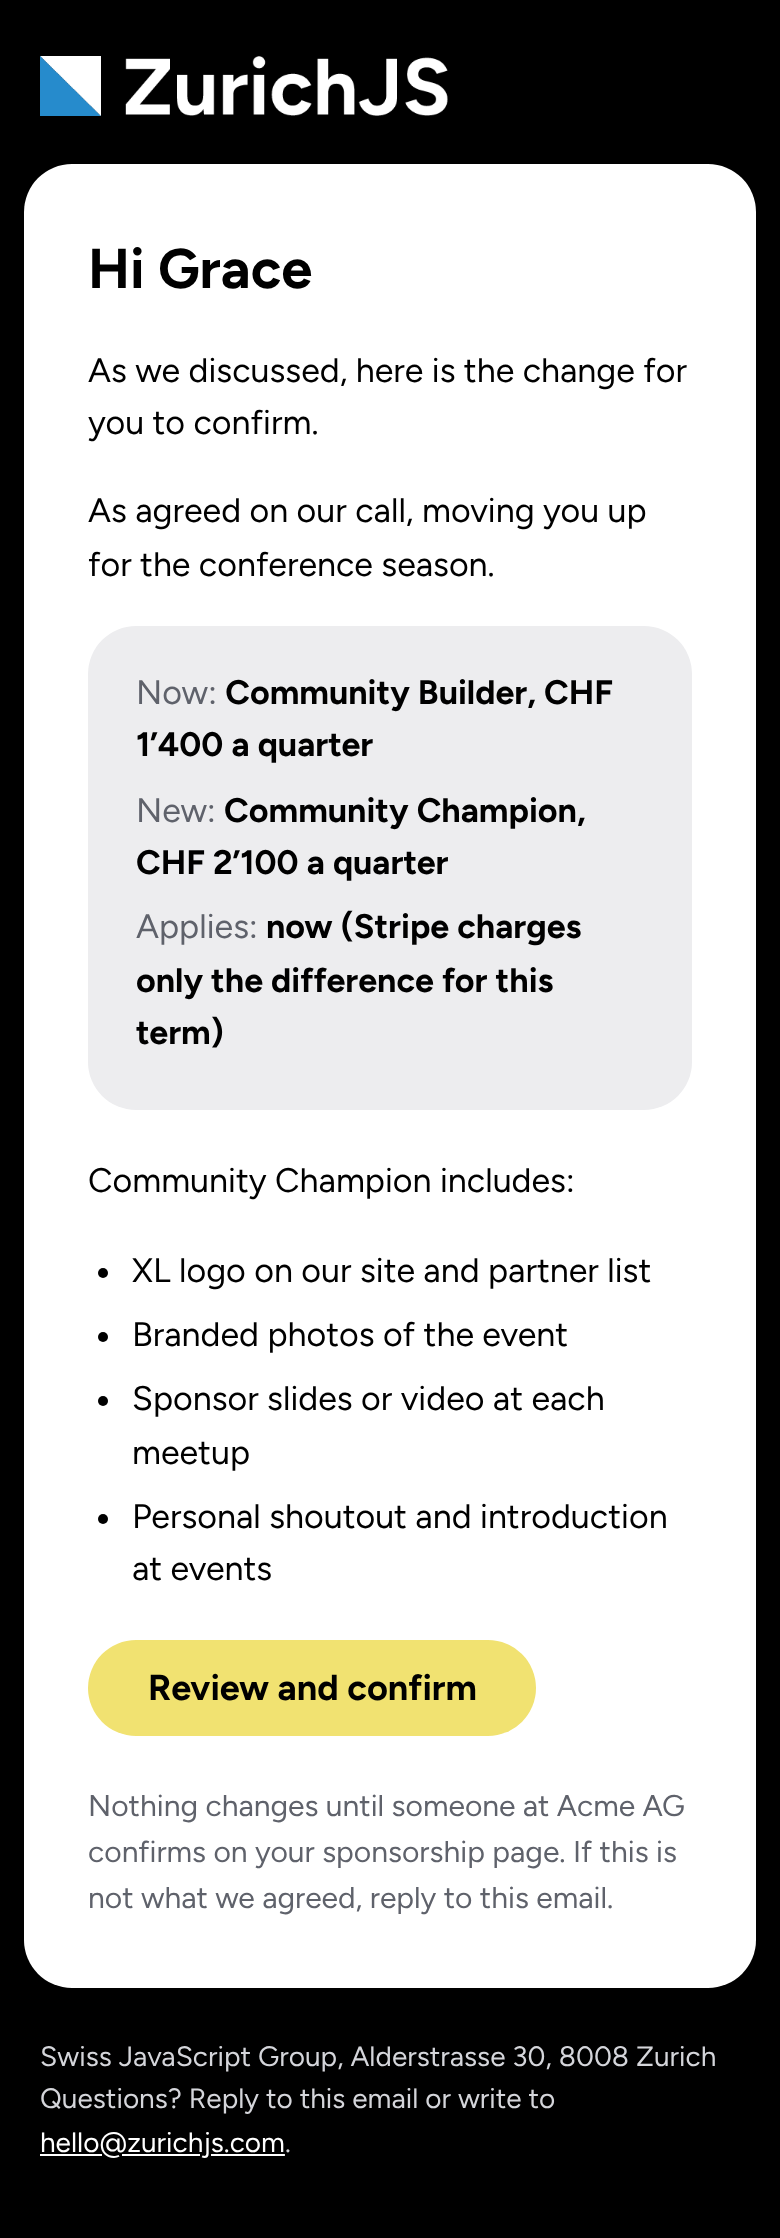 ZurichJS
Hi Grace
As we discussed, here is the change for
you to confirm.
As agreed on our call, moving you up
for the conference season.
Now: Community Builder, CHF
1’400 a quarter
New: Community Champion,
CHF 2’100 a quarter
Applies: now (Stripe charges
only the difference for this
term)
Community Champion includes:
• XL logo on our site and partner list
• Branded photos of the event
• Sponsor slides or video at each
meetup
• Personal shoutout and introduction
at events
Review and confirm
Nothing changes until someone at Acme AG
confirms on your sponsorship page. If this is
not what we agreed, reply to this email.
Swiss JavaScript Group, Alderstrasse 30, 8008 Zurich
Questions? Reply to this email or write to
hello@zurichjs.com.